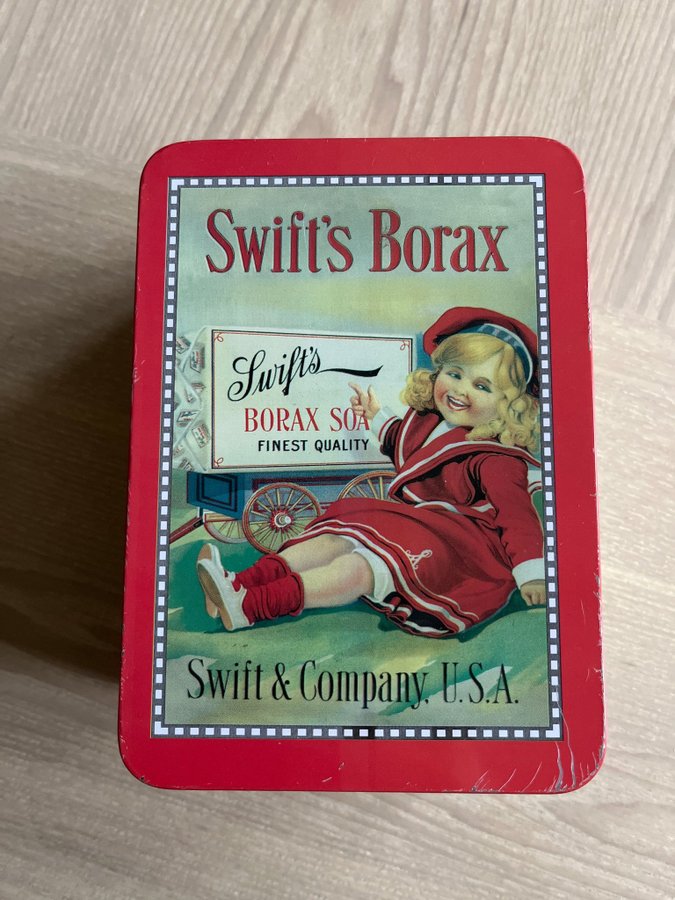 Swift's Borax
Swift's
BORAX SOA
FINEST QUALITY
Swift & Company, U.S.A.